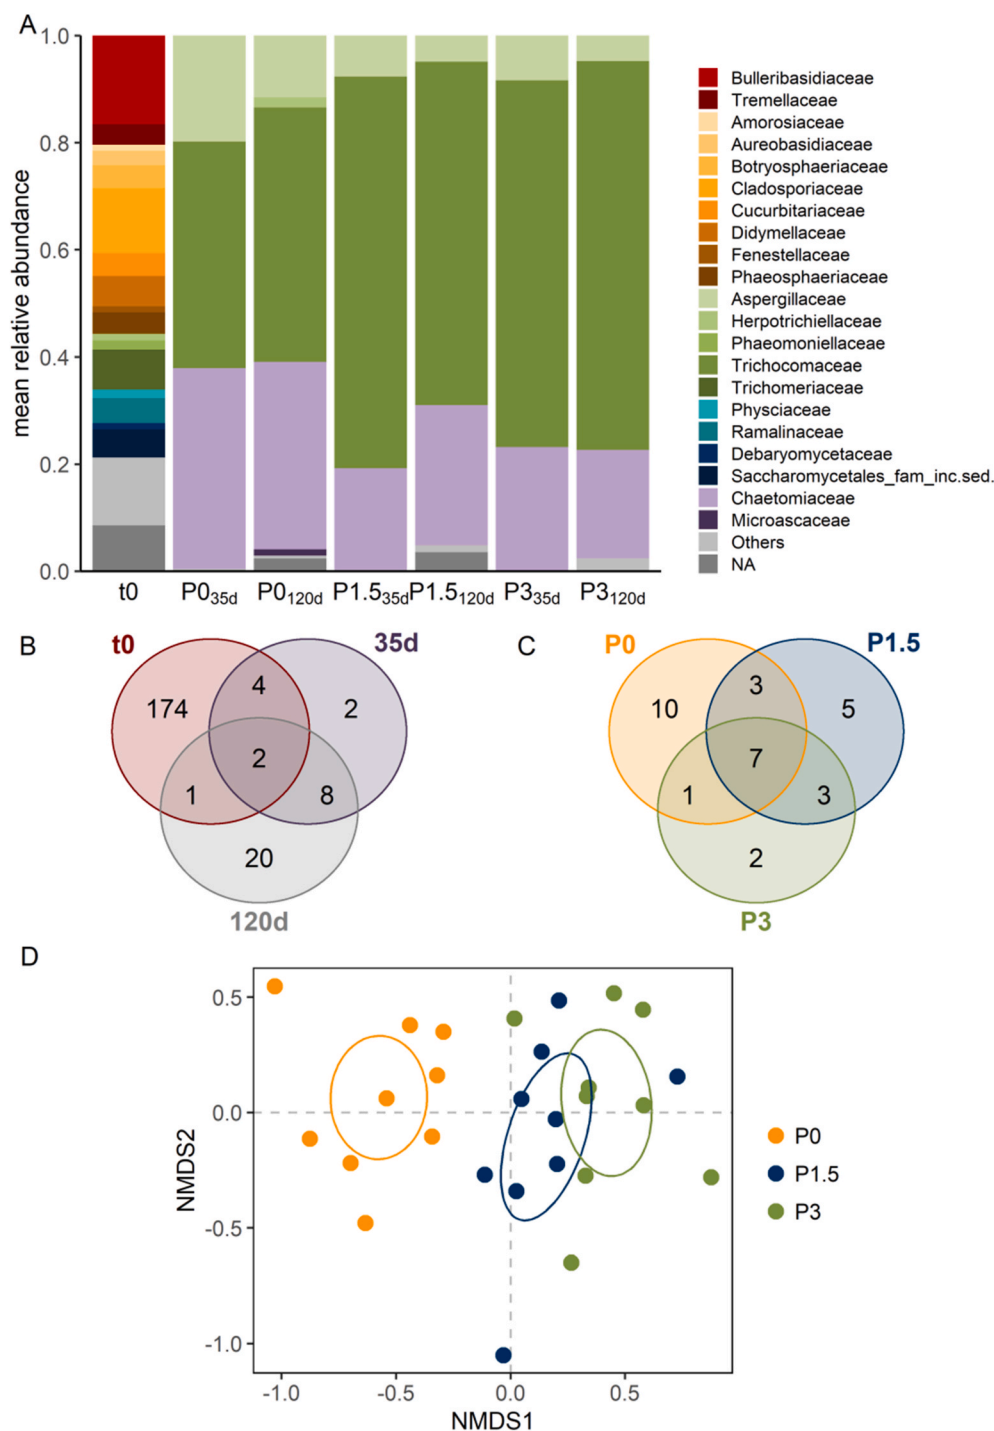 A
1.0
0.8
0.6
0.4
0.2
0.0
mean relative abundance
t0
P035d
P0120d
P1.535d
P1.5120d
P335d
P3120d
Bulleribasidiaceae
Tremellaceae
Amorosiaceae
Aureobasidiaceae
Botryosphaeriaceae
Cladosporiaceae
Cucurbitariaceae
Didymellaceae
Fenestellaceae
Phaeosphaeriaceae
Aspergillaceae
Herpotrichiellaceae
Phaeomoniellaceae
Trichocomaceae
Trichomeriaceae
Physciaceae
Ramalinaceae
Debaryomycetaceae
Saccharomycetales_fam_inc.sed.
Chaetomiaceae
Microascaceae
Others
NA
B
t0
35d
174
4
2
2
1
8
20
120d
C
P0
P1.5
10
3
5
7
1
3
2
P3
D
0.5
0.0
-0.5
-1.0
NMDS2
-1.0
-0.5
0.0
0.5
NMDS1
P0
P1.5
P3